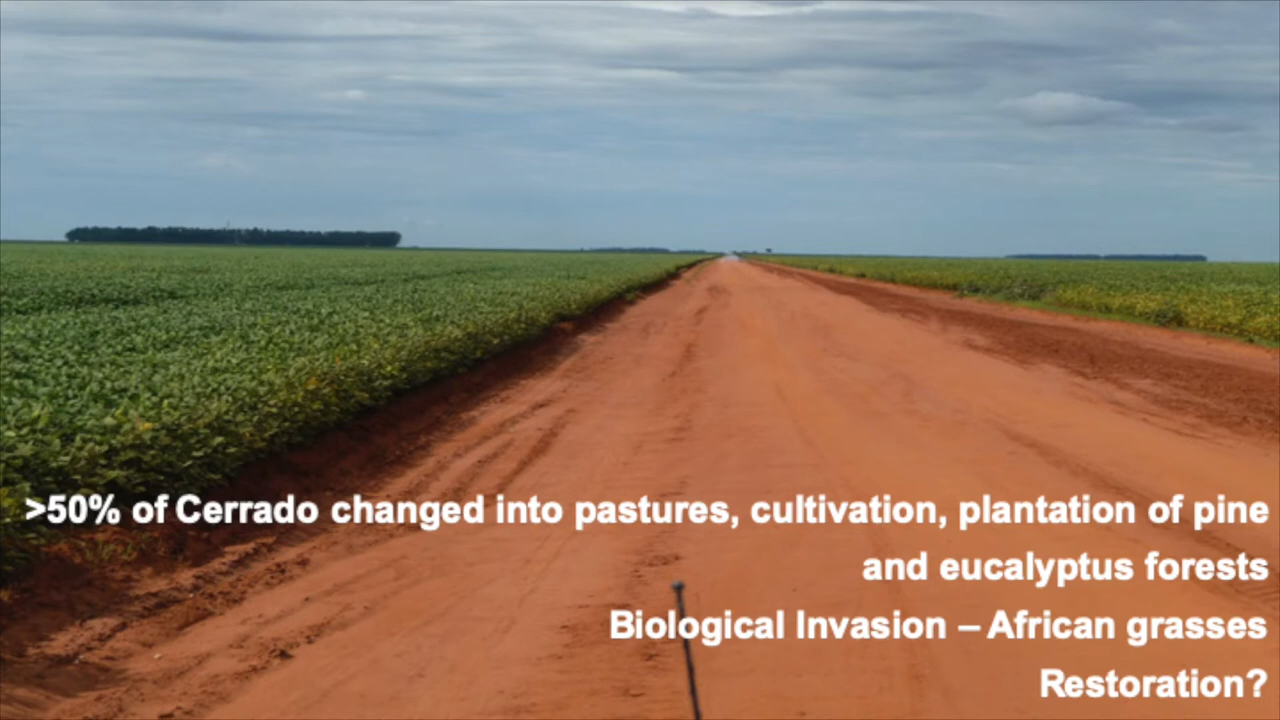 >50% of Cerrado changed into pastures, cultivation, plantation of pine
and eucalyptus forests
Biological Invasion – African grasses
Restoration?